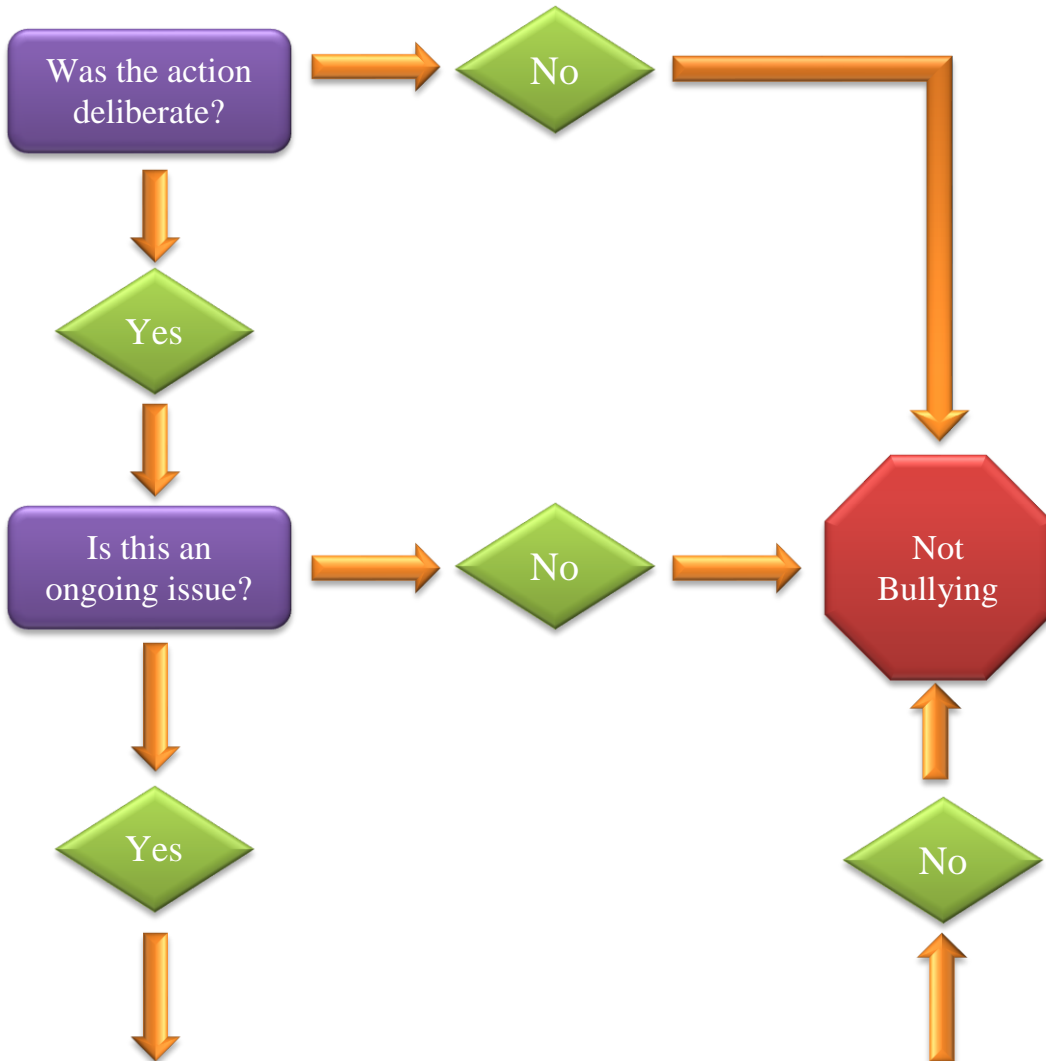 Was the action
deliberate?
No
Yes
Is this an
ongoing issue?
No
Not
Bullying
Yes
No